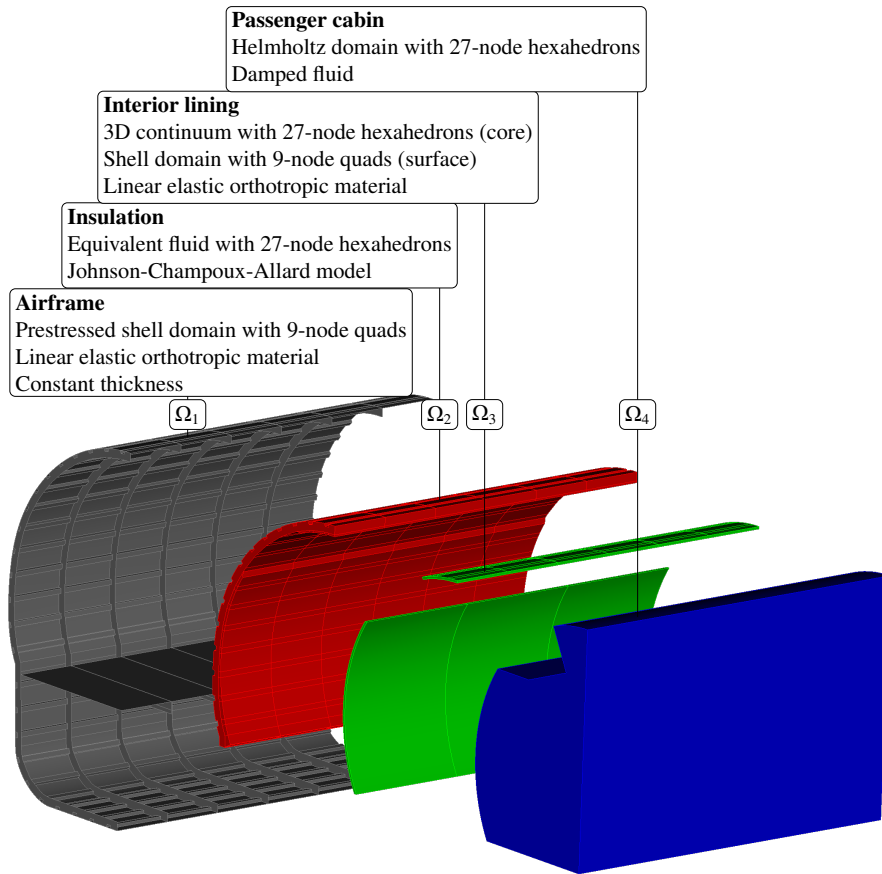 Passenger cabin
Helmholtz domain with 27-node hexahedrons
Damped fluid
Interior lining
3D continuum with 27-node hexahedrons (core)
Shell domain with 9-node quads (surface)
Linear elastic orthotropic material
Insulation
Equivalent fluid with 27-node hexahedrons
Johnson-Champoux-Allard model
Airframe
Prestressed shell domain with 9-node quads
Linear elastic orthotropic material
Constant thickness
Ω₁ Ω₂ Ω₃ Ω₄